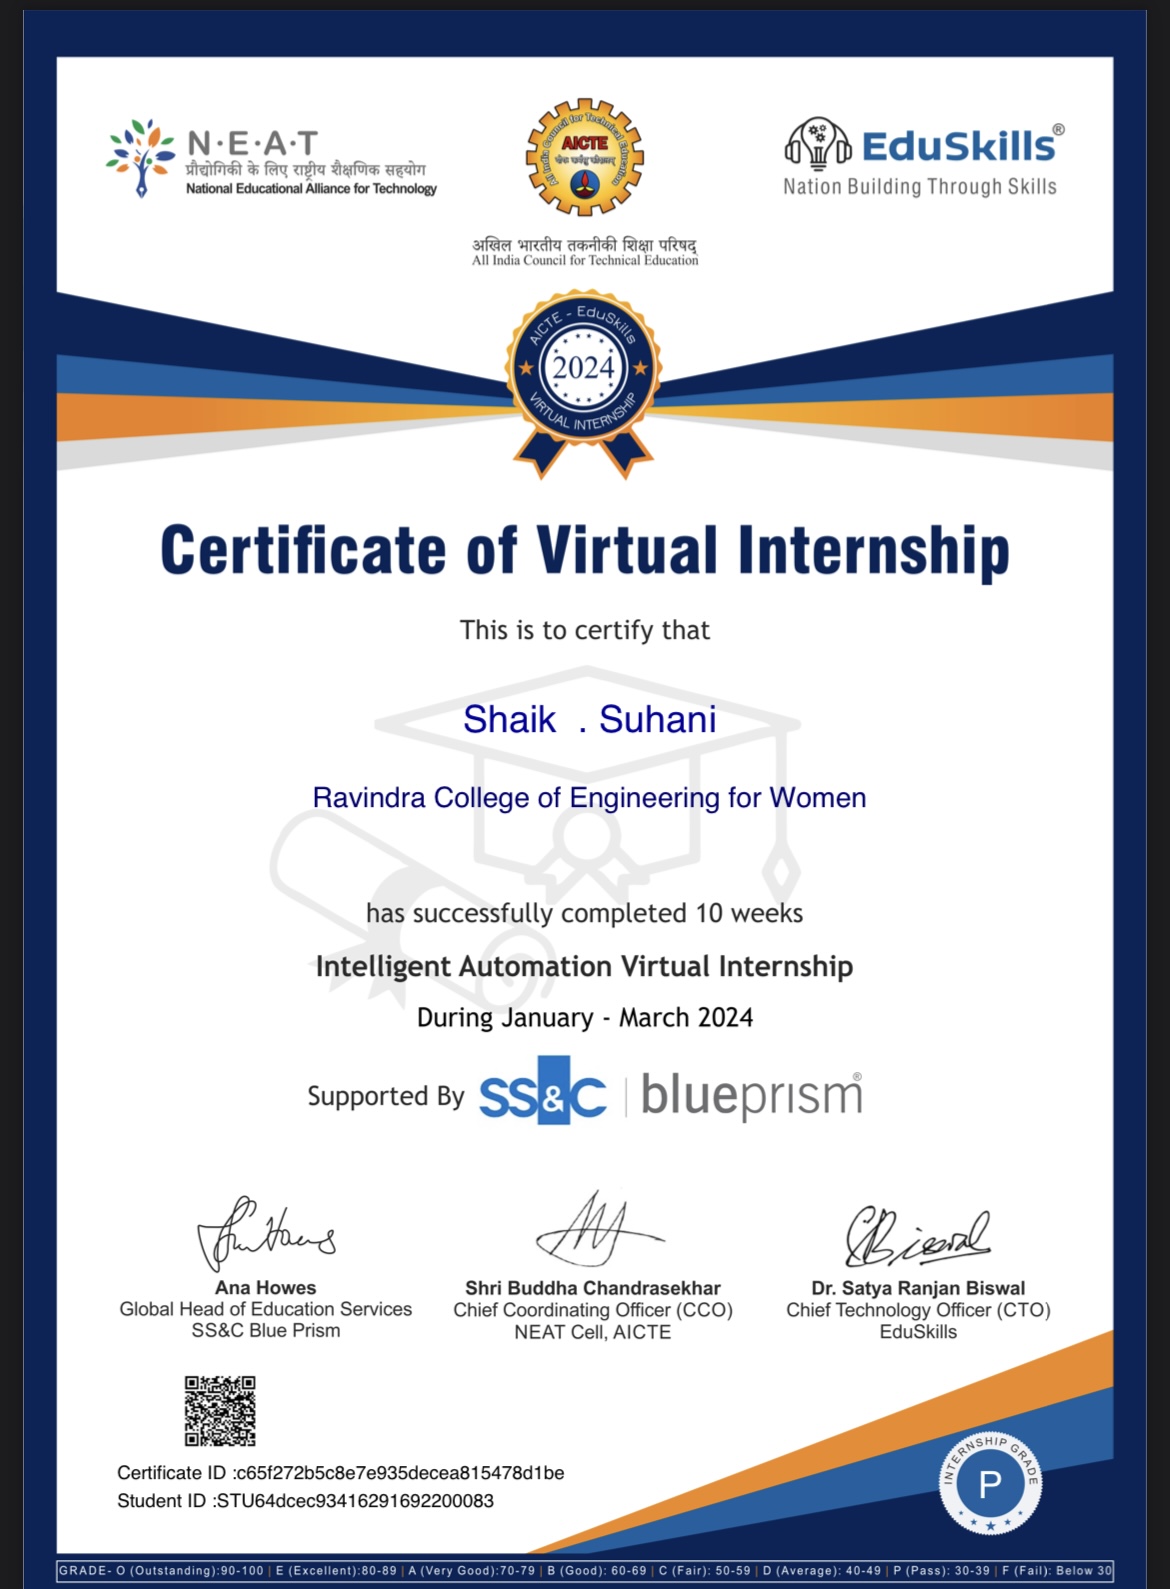 N·E·A·T
प्रौद्योगिकी के लिए राष्ट्रीय शैक्षणिक सहयोग
National Educational Alliance for Technology
All India Council for Technical Education
AICTE
अखिल भारतीय तकनीकी शिक्षा परिषद्
All India Council for Technical Education
EduSkills®
Nation Building Through Skills
AICTE - EduSkills
2024
VIRTUAL INTERNSHIP
Certificate of Virtual Internship
This is to certify that
Shaik . Suhani
Ravindra College of Engineering for Women
has successfully completed 10 weeks
Intelligent Automation Virtual Internship
During January - March 2024
Supported By SS&C | blueprism®
Ana Howes
Global Head of Education Services
SS&C Blue Prism
Shri Buddha Chandrasekhar
Chief Coordinating Officer (CCO)
NEAT Cell, AICTE
Dr. Satya Ranjan Biswal
Chief Technology Officer (CTO)
EduSkills
Certificate ID :c65f272b5c8e7e935decea815478d1be
Student ID :STU64dcec93416291692200083
INTERNSHIP GRADE
P
GRADE- O (Outstanding):90-100 | E (Excellent):80-89 | A (Very Good):70-79 | B (Good): 60-69 | C (Fair): 50-59 | D (Average): 40-49 | P (Pass): 30-39 | F (Fail): Below 30